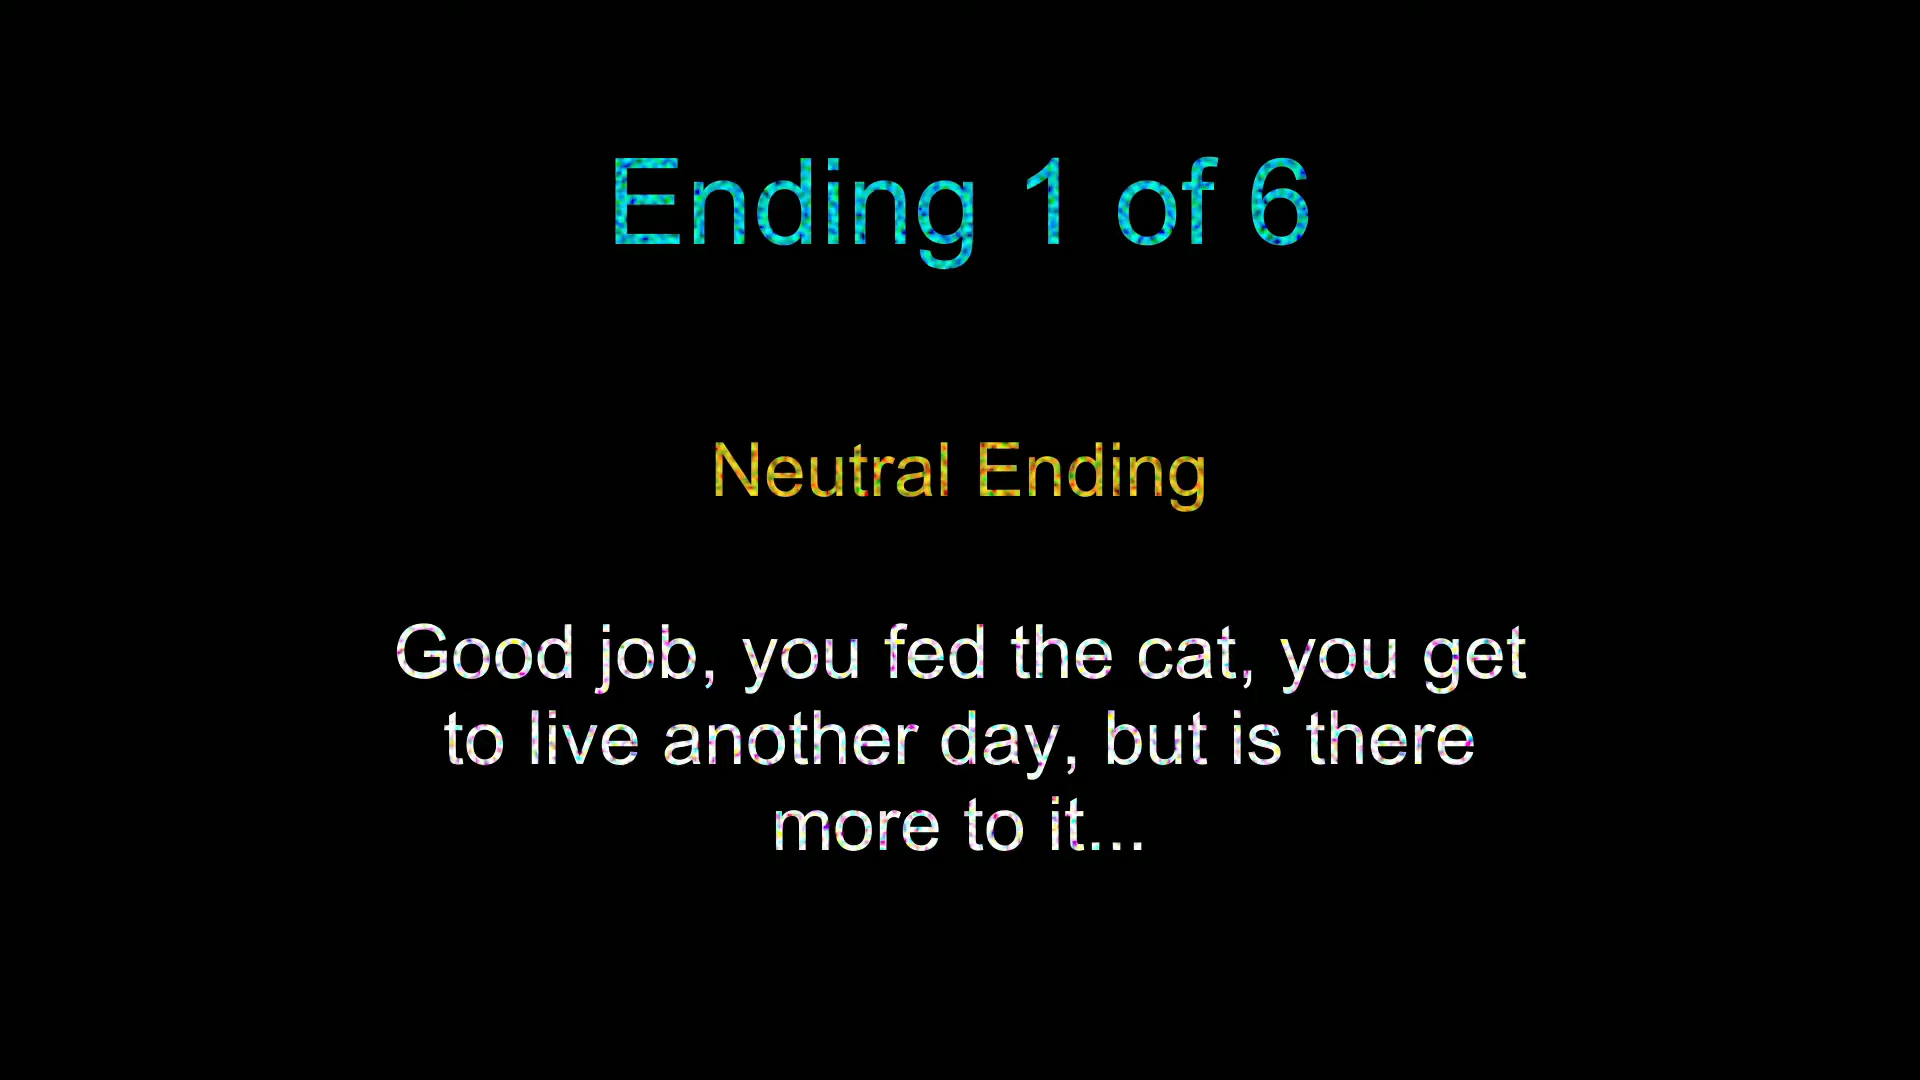 Ending 1 of 6
Neutral Ending
Good job, you fed the cat, you get
to live another day, but is there
more to it...